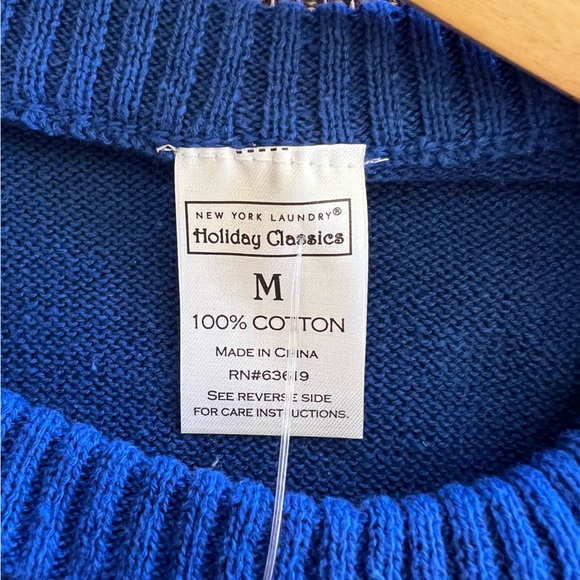 NEW YORK LAUNDRY®
Holiday Classics
M
100% COTTON
MADE IN CHINA
RN#63619
SEE REVERSE SIDE
FOR CARE INSTRUCTIONS.